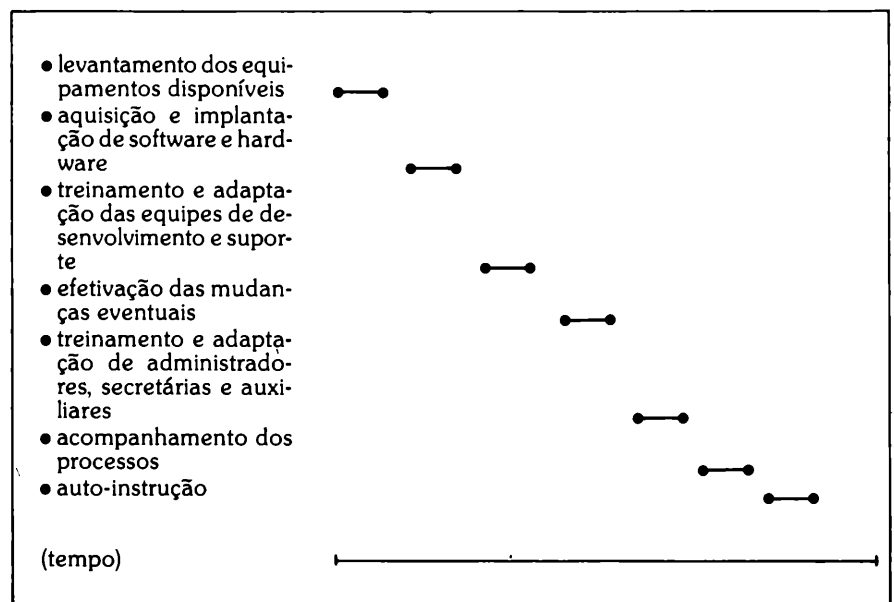 ● levantamento dos equi-
pamentos disponíveis
● aquisição e implanta-
ção de software e hard-
ware
● treinamento e adapta-
ção das equipes de de-
senvolvimento e supor-
te
● efetivação das mudan-
ças eventuais
● treinamento e adapta-
ção de administrado-
res, secretárias e auxi-
liares
● acompanhamento dos
processos
● auto-instrução
(tempo)